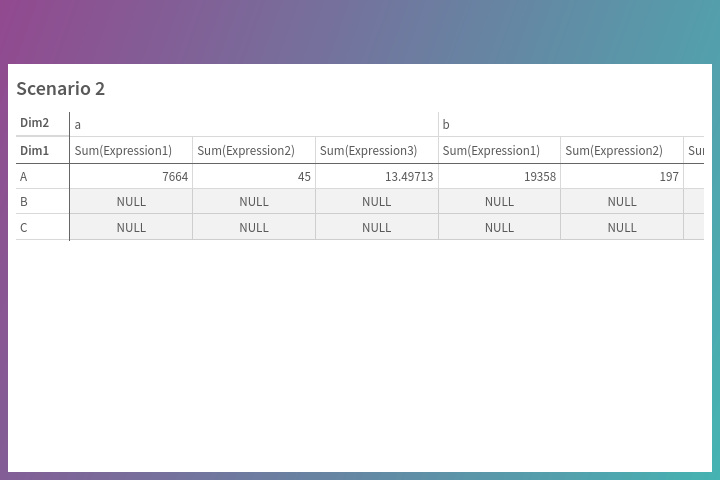 Scenario 2
Dim2 a b
Dim1 Sum(Expression1) Sum(Expression2) Sum(Expression3) Sum(Expression1) Sum(Expression2)
A 7664 45 13.49713 19358 197
B NULL NULL NULL NULL NULL
C NULL NULL NULL NULL NULL